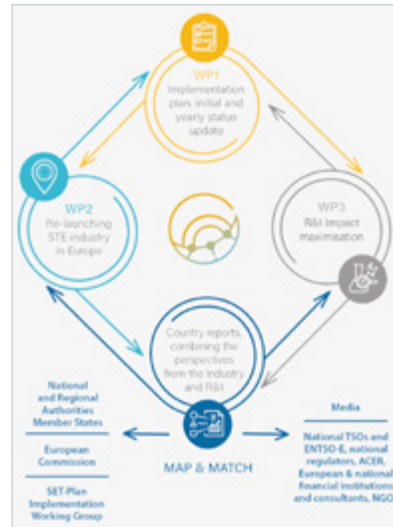 WP1
Implementation
plan, initial and
yearly status
update
WP2
Re-launching
STE industry
in Europe
WP3
R&I Impact
maximisation
Country reports,
combining the
perspectives
from the Industry
and R&I
MAP & MATCH
National
and Regional
Authorities
Member States
European
Commission
SET-Plan
Implementation
Working Group
Media
National TSOs and
ENTSO-E, national
regulators, ACER,
European & national
financial institutions
and consultants, NGO